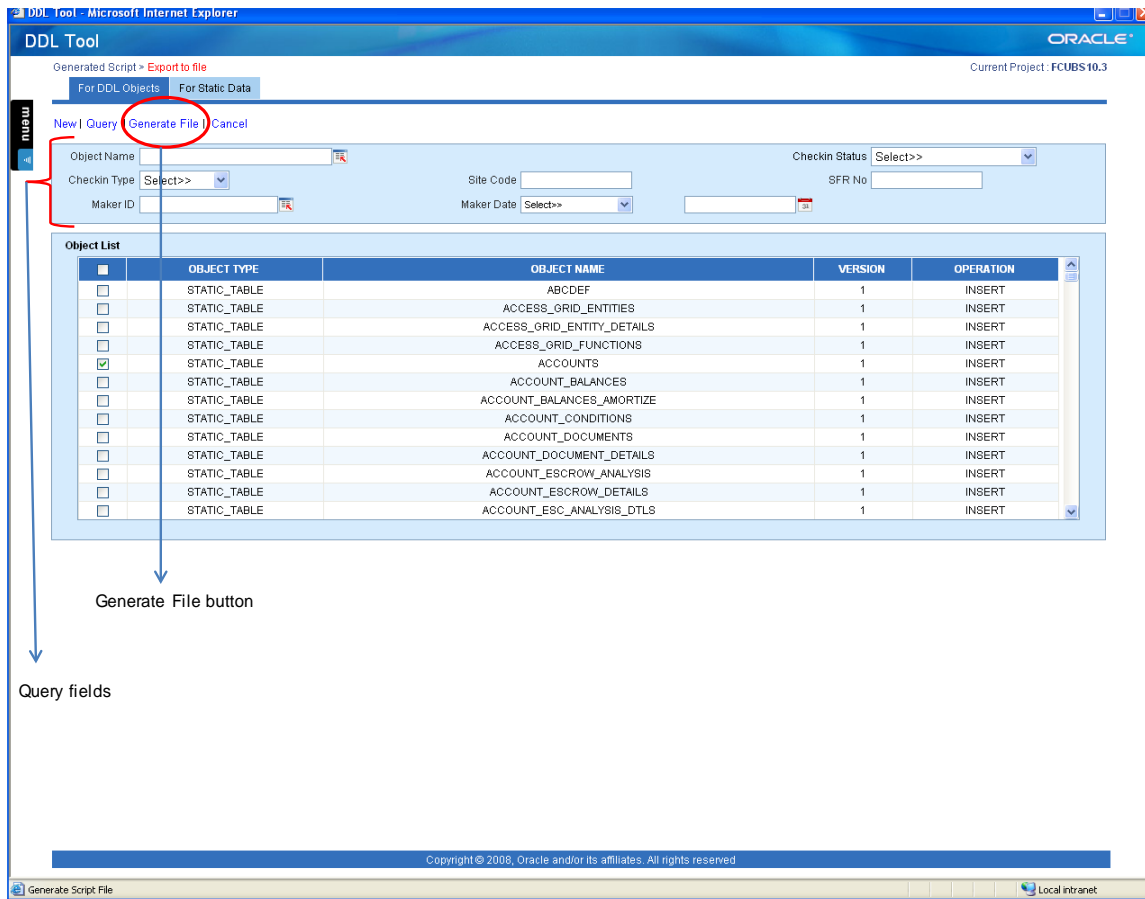 DDL Tool - Microsoft Internet Explorer
DDL Tool
ORACLE
Generated Script > Export to file
Current Project : FCUBS10.3
For DDL Objects For Static Data
menu
New | Query | Generate File | Cancel
Object Name
Checkin Status Select>>
Checkin Type Select>>
Site Code
SFR No
Maker ID
Maker Date Select>>
31
Object List
OBJECT TYPE OBJECT NAME VERSION OPERATION
STATIC_TABLE ABCDEF 1 INSERT
STATIC_TABLE ACCESS_GRID_ENTITIES 1 INSERT
STATIC_TABLE ACCESS_GRID_ENTITY_DETAILS 1 INSERT
STATIC_TABLE ACCESS_GRID_FUNCTIONS 1 INSERT
STATIC_TABLE ACCOUNTS 1 INSERT
STATIC_TABLE ACCOUNT_BALANCES 1 INSERT
STATIC_TABLE ACCOUNT_BALANCES_AMORTIZE 1 INSERT
STATIC_TABLE ACCOUNT_CONDITIONS 1 INSERT
STATIC_TABLE ACCOUNT_DOCUMENTS 1 INSERT
STATIC_TABLE ACCOUNT_DOCUMENT_DETAILS 1 INSERT
STATIC_TABLE ACCOUNT_ESCROW_ANALYSIS 1 INSERT
STATIC_TABLE ACCOUNT_ESCROW_DETAILS 1 INSERT
STATIC_TABLE ACCOUNT_ESC_ANALYSIS_DTLS 1 INSERT
Generate File button
Query fields
Copyright © 2008, Oracle and/or its affiliates. All rights reserved
Generate Script File
Local intranet